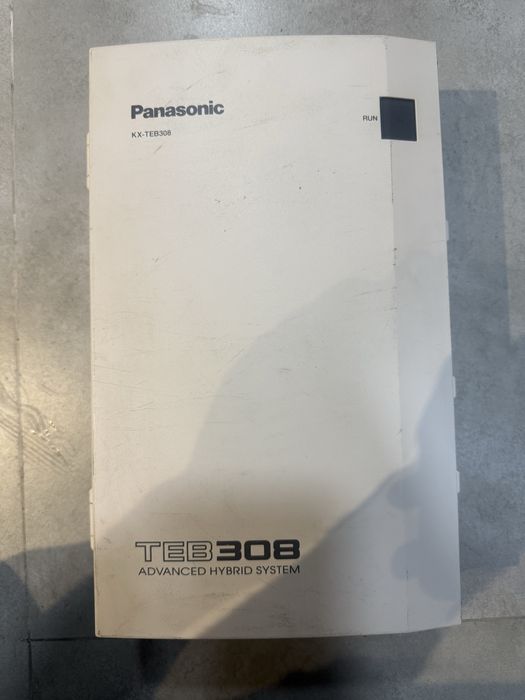 Panasonic
KX-TEB308
RUN
TEB308
ADVANCED HYBRID SYSTEM